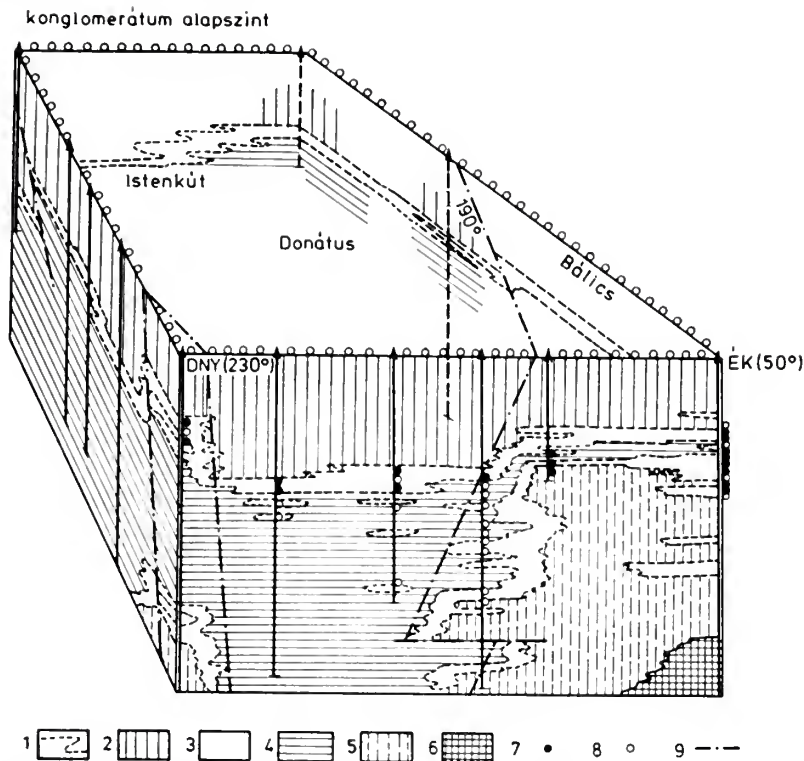 konglomerátum alapszint
Istenkút
Donátus
190°
Bálics
DNY (230°)
ÉK (50°)
1 2 3 4 5 6 7 8 9